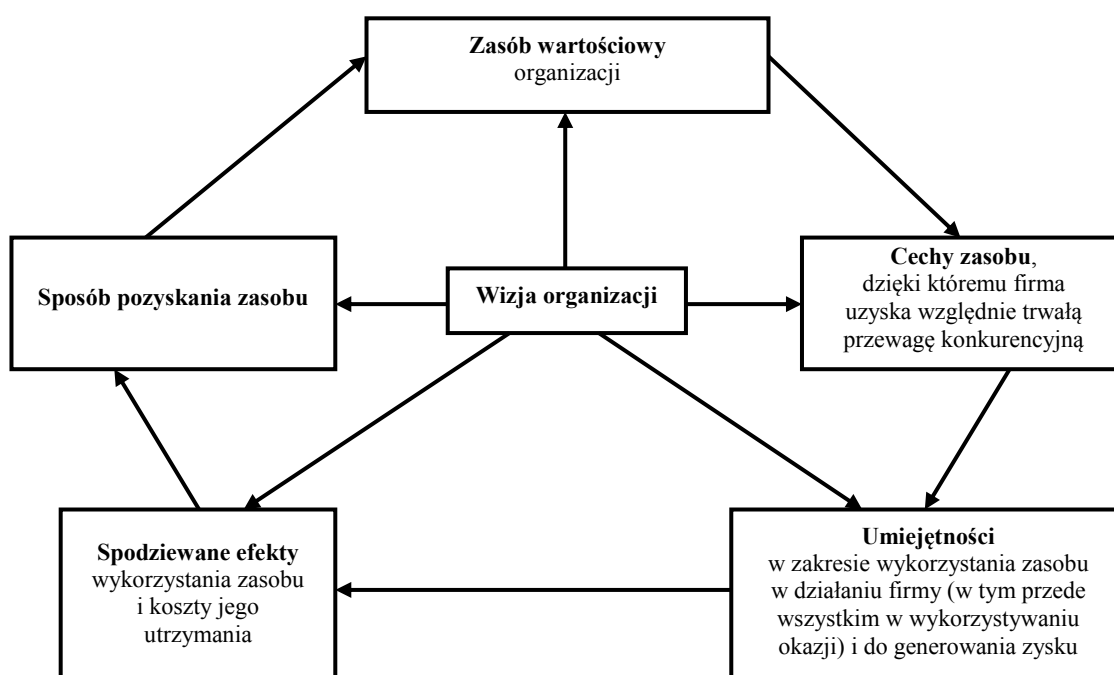 Zasób wartościowy
organizacji
Sposób pozyskania zasobu
Wizja organizacji
Cechy zasobu,
dzięki któremu firma
uzyska względnie trwałą
przewagę konkurencyjną
Spodziewane efekty
wykorzystania zasobu
i koszty jego
utrzymania
Umiejętności
w zakresie wykorzystania zasobu
w działaniu firmy (w tym przede
wszystkim w wykorzystywaniu
okazji) i do generowania zysku